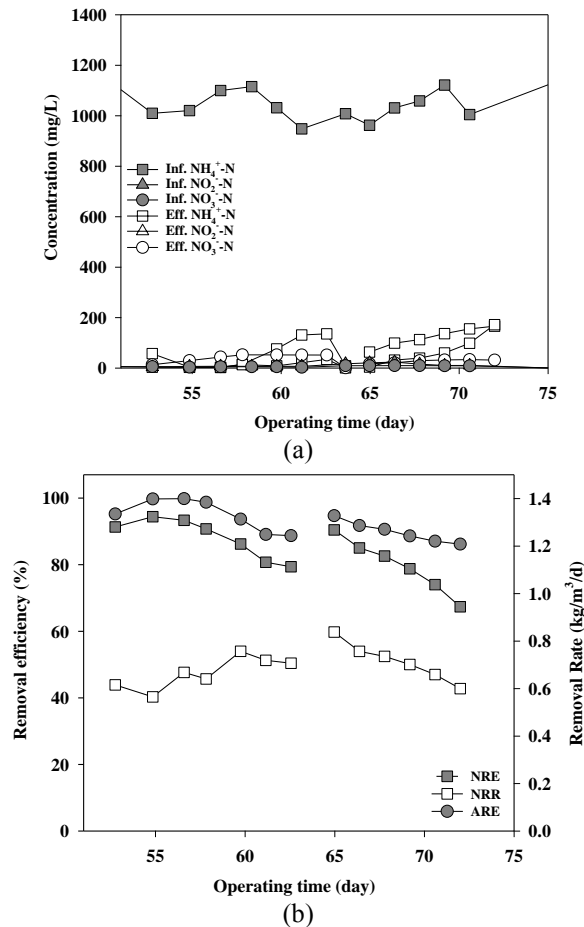 1400
1200
1000
800
600
400
200
0
Concentration (mg/L)
Inf. NH₄⁺-N
Inf. NO₂⁻-N
Inf. NO₃⁻-N
Eff. NH₄⁺-N
Eff. NO₂⁻-N
Eff. NO₃⁻-N
55 60 65 70 75
Operating time (day)
(a)
100
80
60
40
20
0
Removal efficiency (%)
1.4
1.2
1.0
0.8
0.6
0.4
0.2
0.0
Removal Rate (kg/m³/d)
NRE
NRR
ARE
55 60 65 70 75
Operating time (day)
(b)